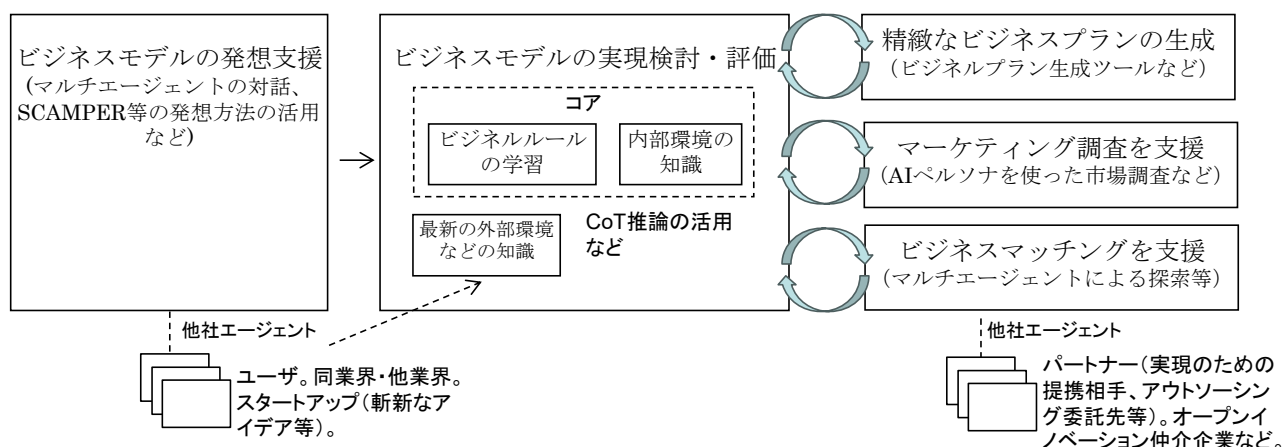 ビジネスモデルの発想支援
(マルチエージェントの対話、
SCAMPER等の発想方法の活用
など)
ビジネスモデルの実現検討・評価
コア
ビジネルルール
の学習
内部環境の
知識
最新の外部環境
などの知識
CoT推論の活用
など
精緻なビジネスプランの生成
（ビジネルプラン生成ツールなど）
マーケティング調査を支援
（AIペルソナを使った市場調査など）
ビジネスマッチングを支援
（マルチエージェントによる探索等）
他社エージェント
ユーザ。同業界・他業界。
スタートアップ（斬新なア
イデア等）。
他社エージェント
パートナー（実現のための
提携相手、アウトソーシン
グ委託先等）。オープンイ
ノベーション仲介企業など。